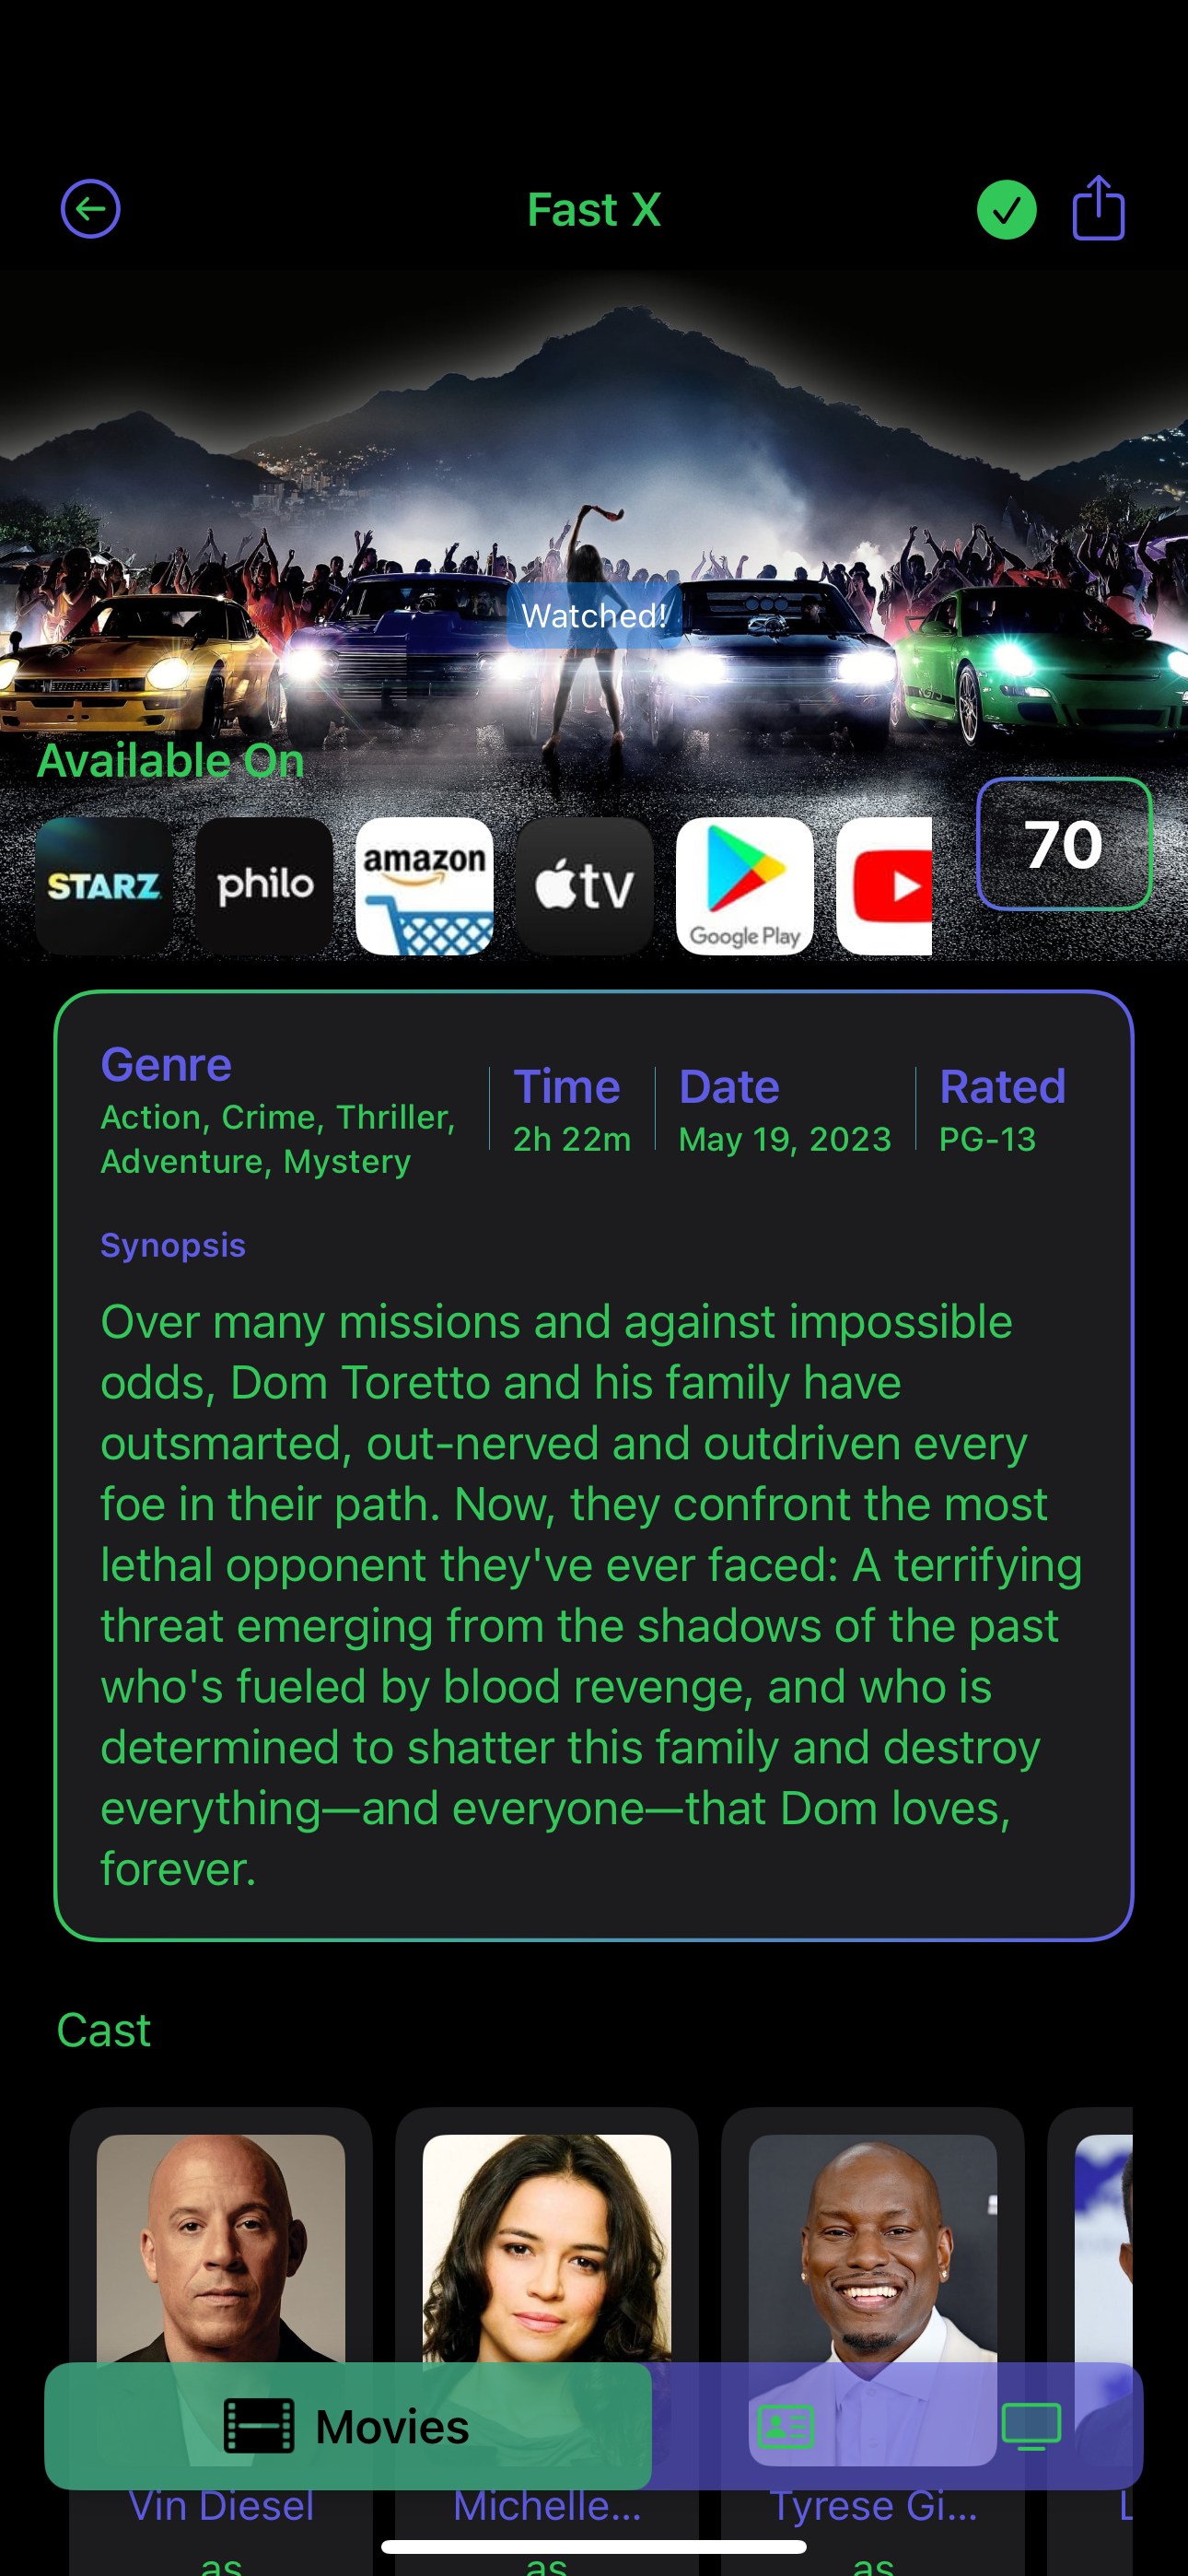 Fast X
Watched!
Available On
STARZ
philo
amazon
tv
Google Play
70
VIBRANT
GT3
Genre
Action, Crime, Thriller,
Adventure, Mystery
Time
2h 22m
Date
May 19, 2023
Rated
PG-13
Synopsis
Over many missions and against impossible
odds, Dom Toretto and his family have
outsmarted, out-nerved and outdriven every
foe in their path. Now, they confront the most
lethal opponent they've ever faced: A terrifying
threat emerging from the shadows of the past
who's fueled by blood revenge, and who is
determined to shatter this family and destroy
everything—and everyone—that Dom loves,
forever.
Cast
Movies
Vin Diesel
Michelle...
Tyrese Gi...
L
as
as
as